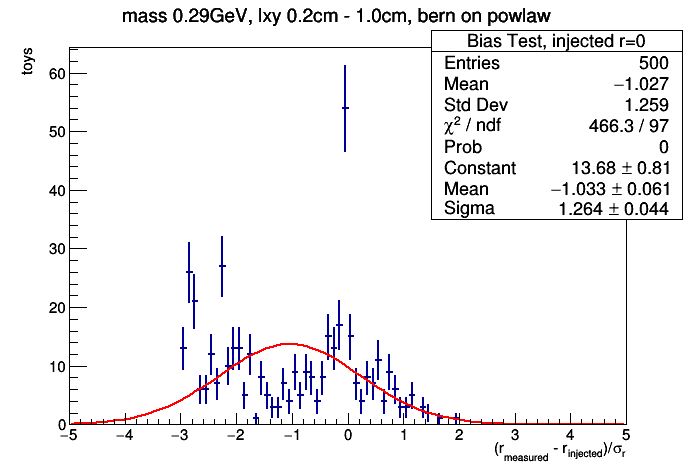 mass 0.29GeV, lxy 0.2cm - 1.0cm, bern on powlaw
Bias Test, injected r=0
Entries 500
Mean −1.027
Std Dev 1.259
χ² / ndf 466.3 / 97
Prob 0
Constant 13.68 ± 0.81
Mean −1.033 ± 0.061
Sigma 1.264 ± 0.044
toys
60
50
40
30
20
10
0
−5 −4 −3 −2 −1 0 1 2 3 4 5
(r_measured - r_injected)/σ_r